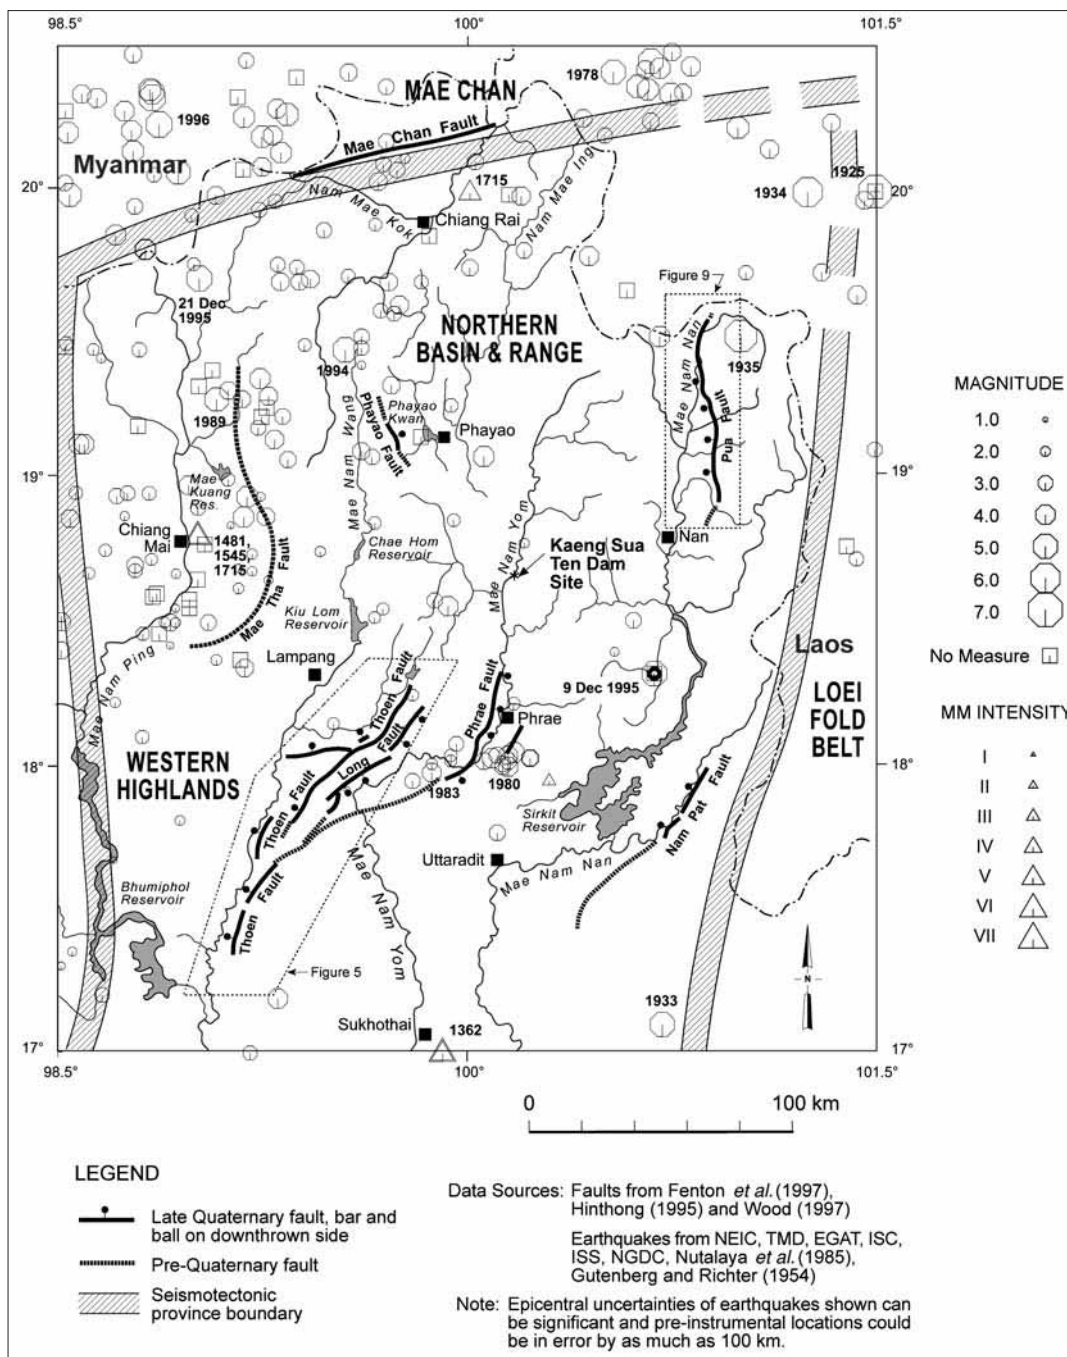 98.5°
100°
101.5°
1978
MAE CHAN
1996
Mae Chan Fault
Myanmar
20°
1715
Nam Mae Kok
Nam Mae Ing
1934
1925
20°
Chiang Rai
Figure 9
21 Dec
1995
NORTHERN
BASIN & RANGE
Mae Nam Nan
1935
1994
Pua Fault
1989
Mae Nam Wang
Phayao Fault
Phayao
Kwan
Phayao
19°
19°
Mae
Kuang
Res.
Chiang
Mai
1481,
1545,
1715
Mae Tha Fault
Chae Hom
Reservoir
Mae Nam Yom
Kaeng Sua
Ten Dam
Site
Nan
Kiu Lom
Reservoir
Mae Nam Ping
Lampang
Laos
9 Dec 1995
LOEI
FOLD
BELT
Thoen Fault
Long Fault
Phrae Fault
Phrae
WESTERN
HIGHLANDS
18°
18°
1983
1980
Sirkit
Reservoir
Nam Pat Fault
Thoen Fault
Uttaradit
Mae Nam Nan
Bhumiphol
Reservoir
Thoen Fault
Mae Nam Yom
Figure 5
N
1933
Sukhothai
1362
17°
17°
98.5°
100°
101.5°
MAGNITUDE
1.0
2.0
3.0
4.0
5.0
6.0
7.0
No Measure
MM INTENSITY
I
II
III
IV
V
VI
VII
0
100 km
LEGEND
Late Quaternary fault, bar and
ball on downthrown side
Pre-Quaternary fault
Seismotectonic
province boundary
Data Sources: Faults from Fenton et al. (1997),
Hinthong (1995) and Wood (1997)
Earthquakes from NEIC, TMD, EGAT, ISC,
ISS, NGDC, Nutalaya et al. (1985),
Gutenberg and Richter (1954)
Note: Epicentral uncertainties of earthquakes shown can
be significant and pre-instrumental locations could
be in error by as much as 100 km.